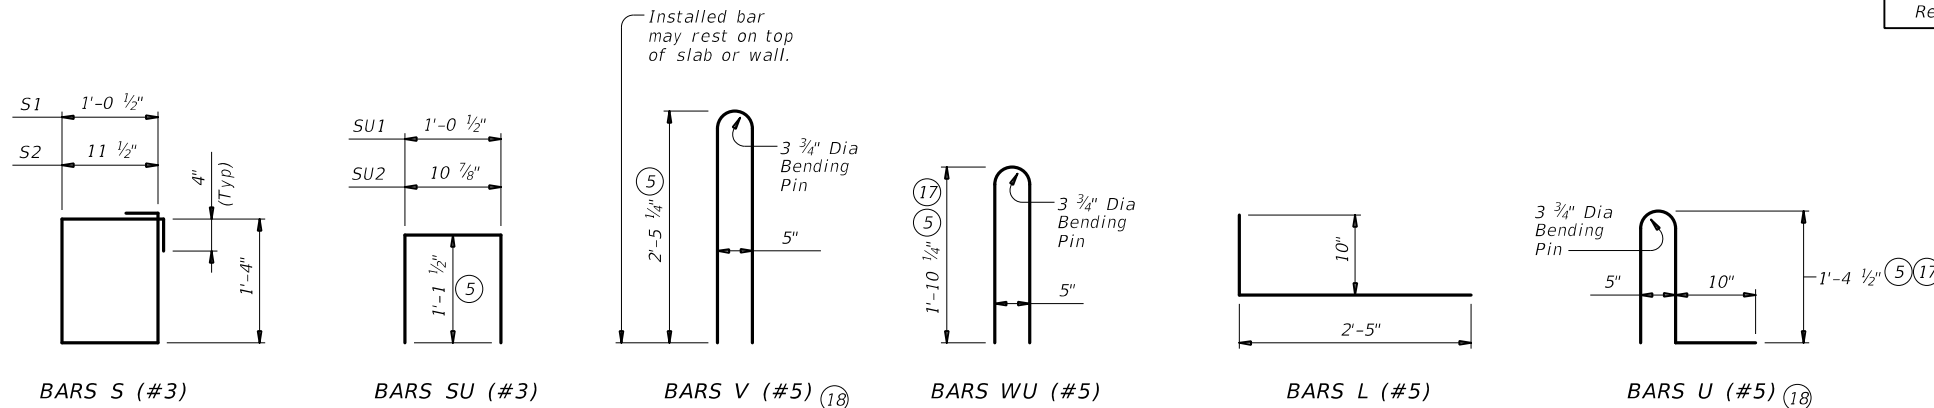 Re
Installed bar
may rest on top
of slab or wall.
S1 1'-0 ½"
S2 11 ½"
4"
(Typ)
1'-4"
BARS S (#3)
SU1 1'-0 ½"
SU2 10 ⅞"
1'-1 ½" 5
BARS SU (#3)
2'-5 ¼" 5
3 ¾" Dia
Bending
Pin
5"
BARS V (#5) 18
1'-10 ¼" 5 17
3 ¾" Dia
Bending
Pin
5"
BARS WU (#5)
10"
2'-5"
BARS L (#5)
3 ¾" Dia
Bending
Pin
5" 10"
1'-4 ½" 5 17
BARS U (#5) 18